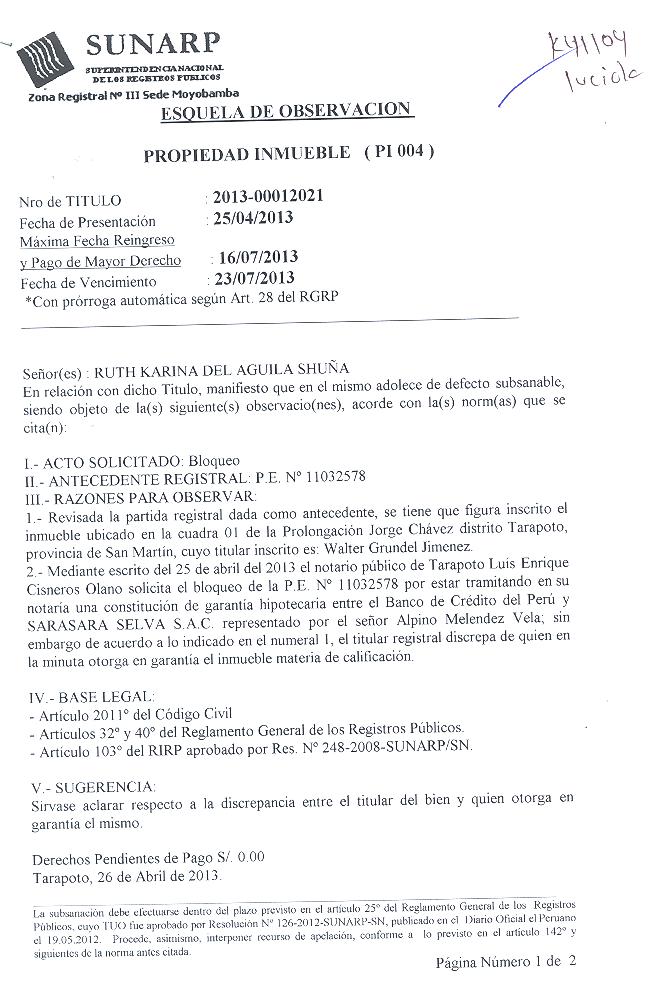 SUNARP
SUPERINTENDENCIA NACIONAL
DE LOS REGISTROS PUBLICOS
Zona Registral Nº III Sede Moyobamba
K41104
luciola
ESQUELA DE OBSERVACION
PROPIEDAD INMUEBLE ( PI 004 )
Nro de TITULO : 2013-00012021
Fecha de Presentación : 25/04/2013
Máxima Fecha Reingreso
y Pago de Mayor Derecho : 16/07/2013
Fecha de Vencimiento : 23/07/2013
*Con prórroga automática según Art. 28 del RGRP
Señor(es) : RUTH KARINA DEL AGUILA SHUÑA
En relación con dicho Titulo, manifiesto que en el mismo adolece de defecto subsanable,
siendo objeto de la(s) siguiente(s) observacio(nes), acorde con la(s) norm(as) que se
cita(n):
I.- ACTO SOLICITADO: Bloqueo
II.- ANTECEDENTE REGISTRAL: P.E. Nº 11032578
III.- RAZONES PARA OBSERVAR:
1.- Revisada la partida registral dada como antecedente, se tiene que figura inscrito el
inmueble ubicado en la cuadra 01 de la Prolongación Jorge Chávez distrito Tarapoto,
provincia de San Martín, cuyo titular inscrito es: Walter Grundel Jimenez.
2.- Mediante escrito del 25 de abril del 2013 el notario público de Tarapoto Luis Enrique
Cisneros Olano solicita el bloqueo de la P.E. Nº 11032578 por estar tramitando en su
notaría una constitución de garantía hipotecaria entre el Banco de Crédito del Perú y
SARASARA SELVA S.A.C. representado por el señor Alpino Melendez Vela; sin
embargo de acuerdo a lo indicado en el numeral 1, el titular registral discrepa de quien en
la minuta otorga en garantía el inmueble materia de calificación.
IV.- BASE LEGAL:
- Artículo 2011º del Código Civil
- Artículos 32º y 40º del Reglamento General de los Registros Públicos.
- Artículo 103º del RIRP aprobado por Res. Nº 248-2008-SUNARP/SN.
V.- SUGERENCIA:
Sírvase aclarar respecto a la discrepancia entre el titular del bien y quien otorga en
garantía el mismo.
Derechos Pendientes de Pago S/. 0.00
Tarapoto, 26 de Abril de 2013.
La subsanación debe efectuarse dentro del plazo previsto en el artículo 25º del Reglamento General de los Registros
Públicos, cuyo TUO fue aprobado por Resolución Nº 126-2012-SUNARP-SN, publicado en el Diario Oficial el Peruano
el 19.05.2012. Procede, asimismo, interponer recurso de apelación, conforme a lo previsto en el artículo 142º y
siguientes de la norma antes citada.
Página Número 1 de 2